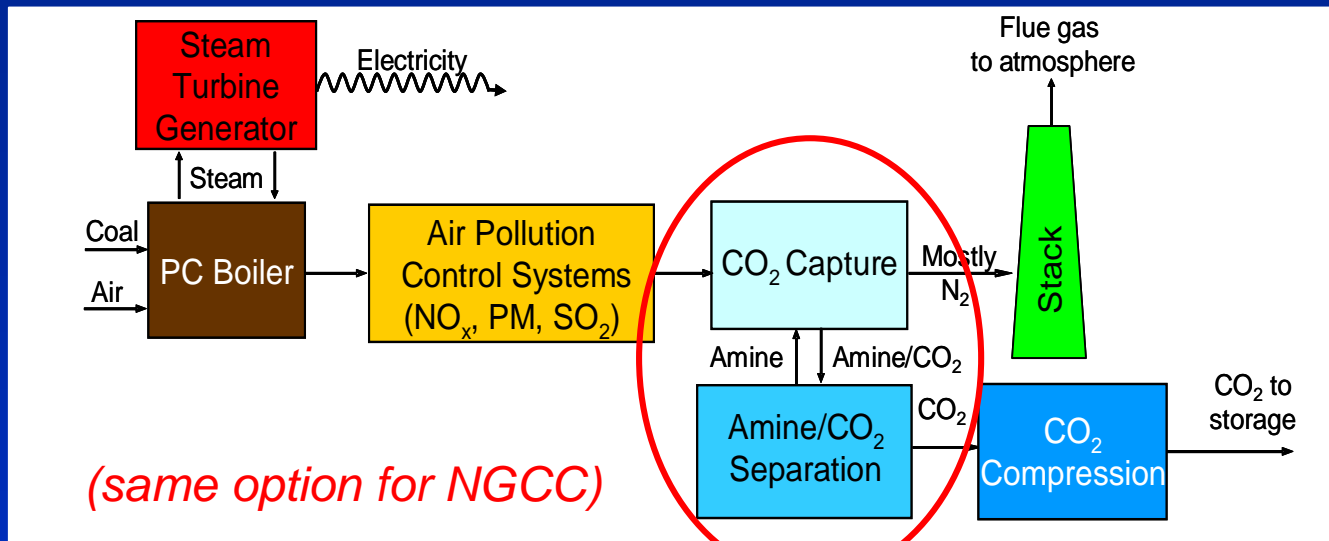 Steam
Turbine
Generator
Electricity
Flue gas
to atmosphere
Steam
Coal
Air
PC Boiler
Air Pollution
Control Systems
(NOₓ, PM, SO₂)
CO₂ Capture
Mostly
N₂
Stack
Amine
Amine/CO₂
Amine/CO₂
Separation
CO₂
CO₂
Compression
CO₂ to
storage
(same option for NGCC)